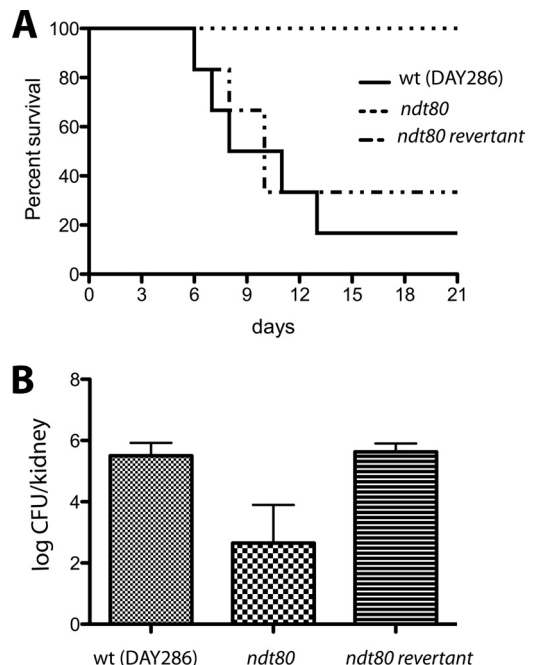 A
100
80
60
40
20
0
Percent survival
wt (DAY286)
ndt80
ndt80 revertant
0 3 6 9 12 15 18 21
days
B
8
6
4
2
0
log CFU/kidney
wt (DAY286) ndt80 ndt80 revertant